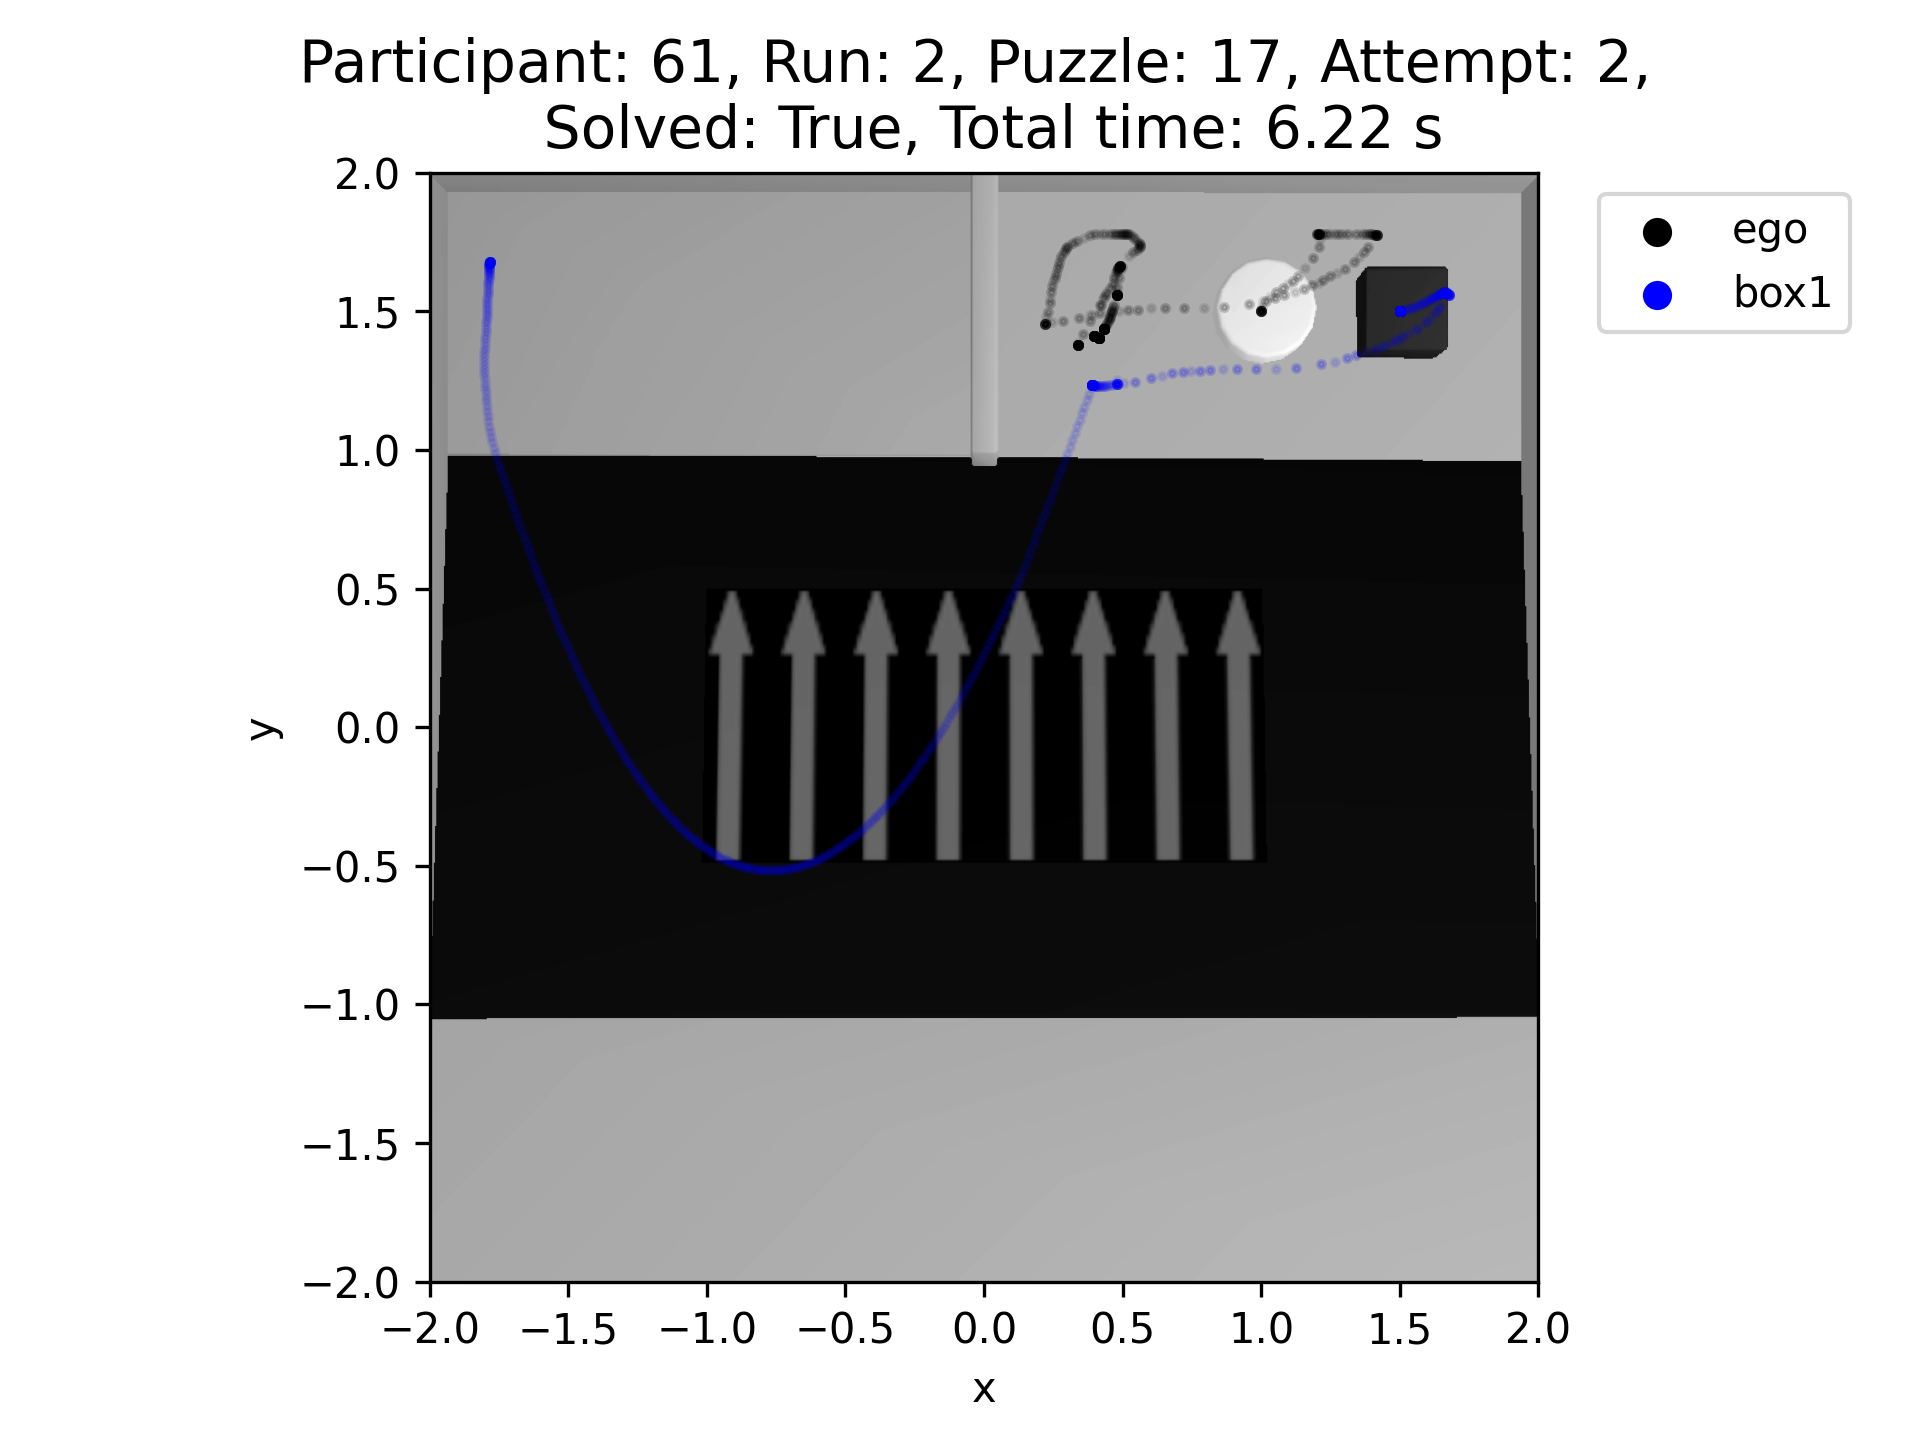 Participant: 61, Run: 2, Puzzle: 17, Attempt: 2,
Solved: True, Total time: 6.22 s
ego
box1
2.0
1.5
1.0
0.5
0.0
−0.5
−1.0
−1.5
−2.0
y
−2.0 −1.5 −1.0 −0.5 0.0 0.5 1.0 1.5 2.0
x